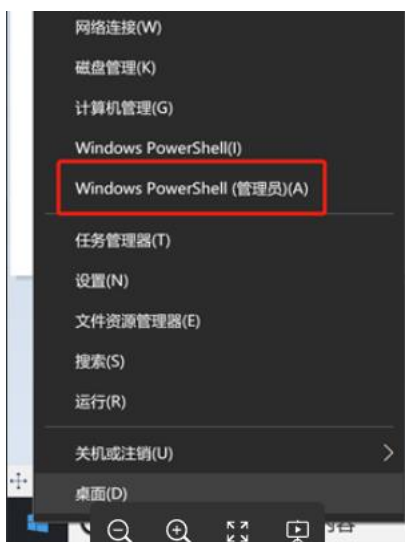 网络连接(W)
磁盘管理(K)
计算机管理(G)
Windows PowerShell(I)
Windows PowerShell (管理员)(A)
任务管理器(T)
设置(N)
文件资源管理器(E)
搜索(S)
运行(R)
关机或注销(U)
桌面(D)
内容